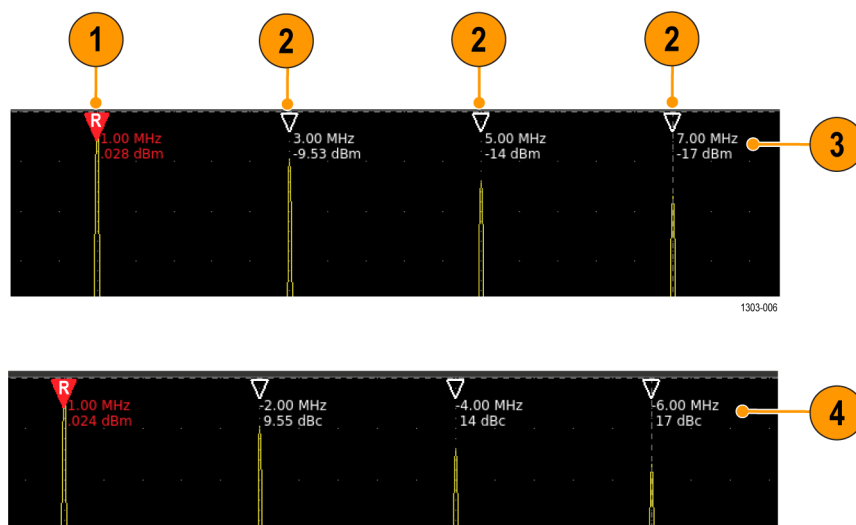 1
2
2
2
R
1.00 MHz
.028 dBm
3.00 MHz
-9.53 dBm
5.00 MHz
-14 dBm
7.00 MHz
-17 dBm
3
1303-006
R
1.00 MHz
.024 dBm
-2.00 MHz
9.55 dBc
-4.00 MHz
14 dBc
-6.00 MHz
17 dBc
4